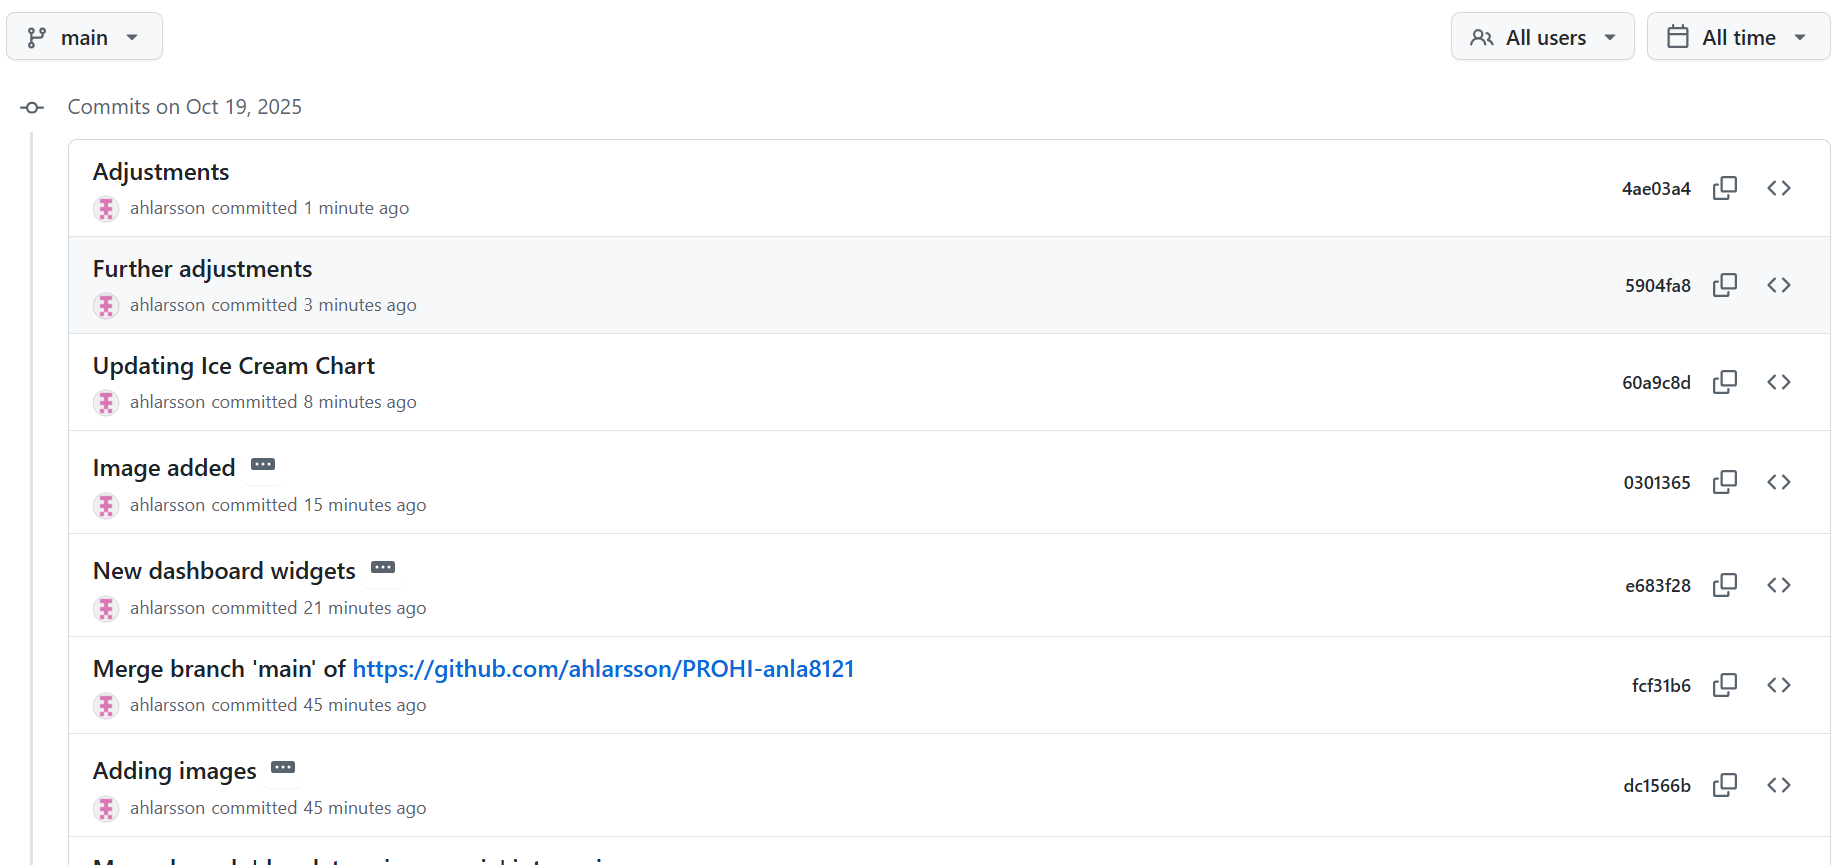 main
All users
All time
Commits on Oct 19, 2025
Adjustments
ahlarsson committed 1 minute ago
4ae03a4
Further adjustments
ahlarsson committed 3 minutes ago
5904fa8
Updating Ice Cream Chart
ahlarsson committed 8 minutes ago
60a9c8d
Image added
ahlarsson committed 15 minutes ago
0301365
New dashboard widgets
ahlarsson committed 21 minutes ago
e683f28
Merge branch 'main' of https://github.com/ahlarsson/PROHI-anla8121
ahlarsson committed 45 minutes ago
fcf31b6
Adding images
ahlarsson committed 45 minutes ago
dc1566b